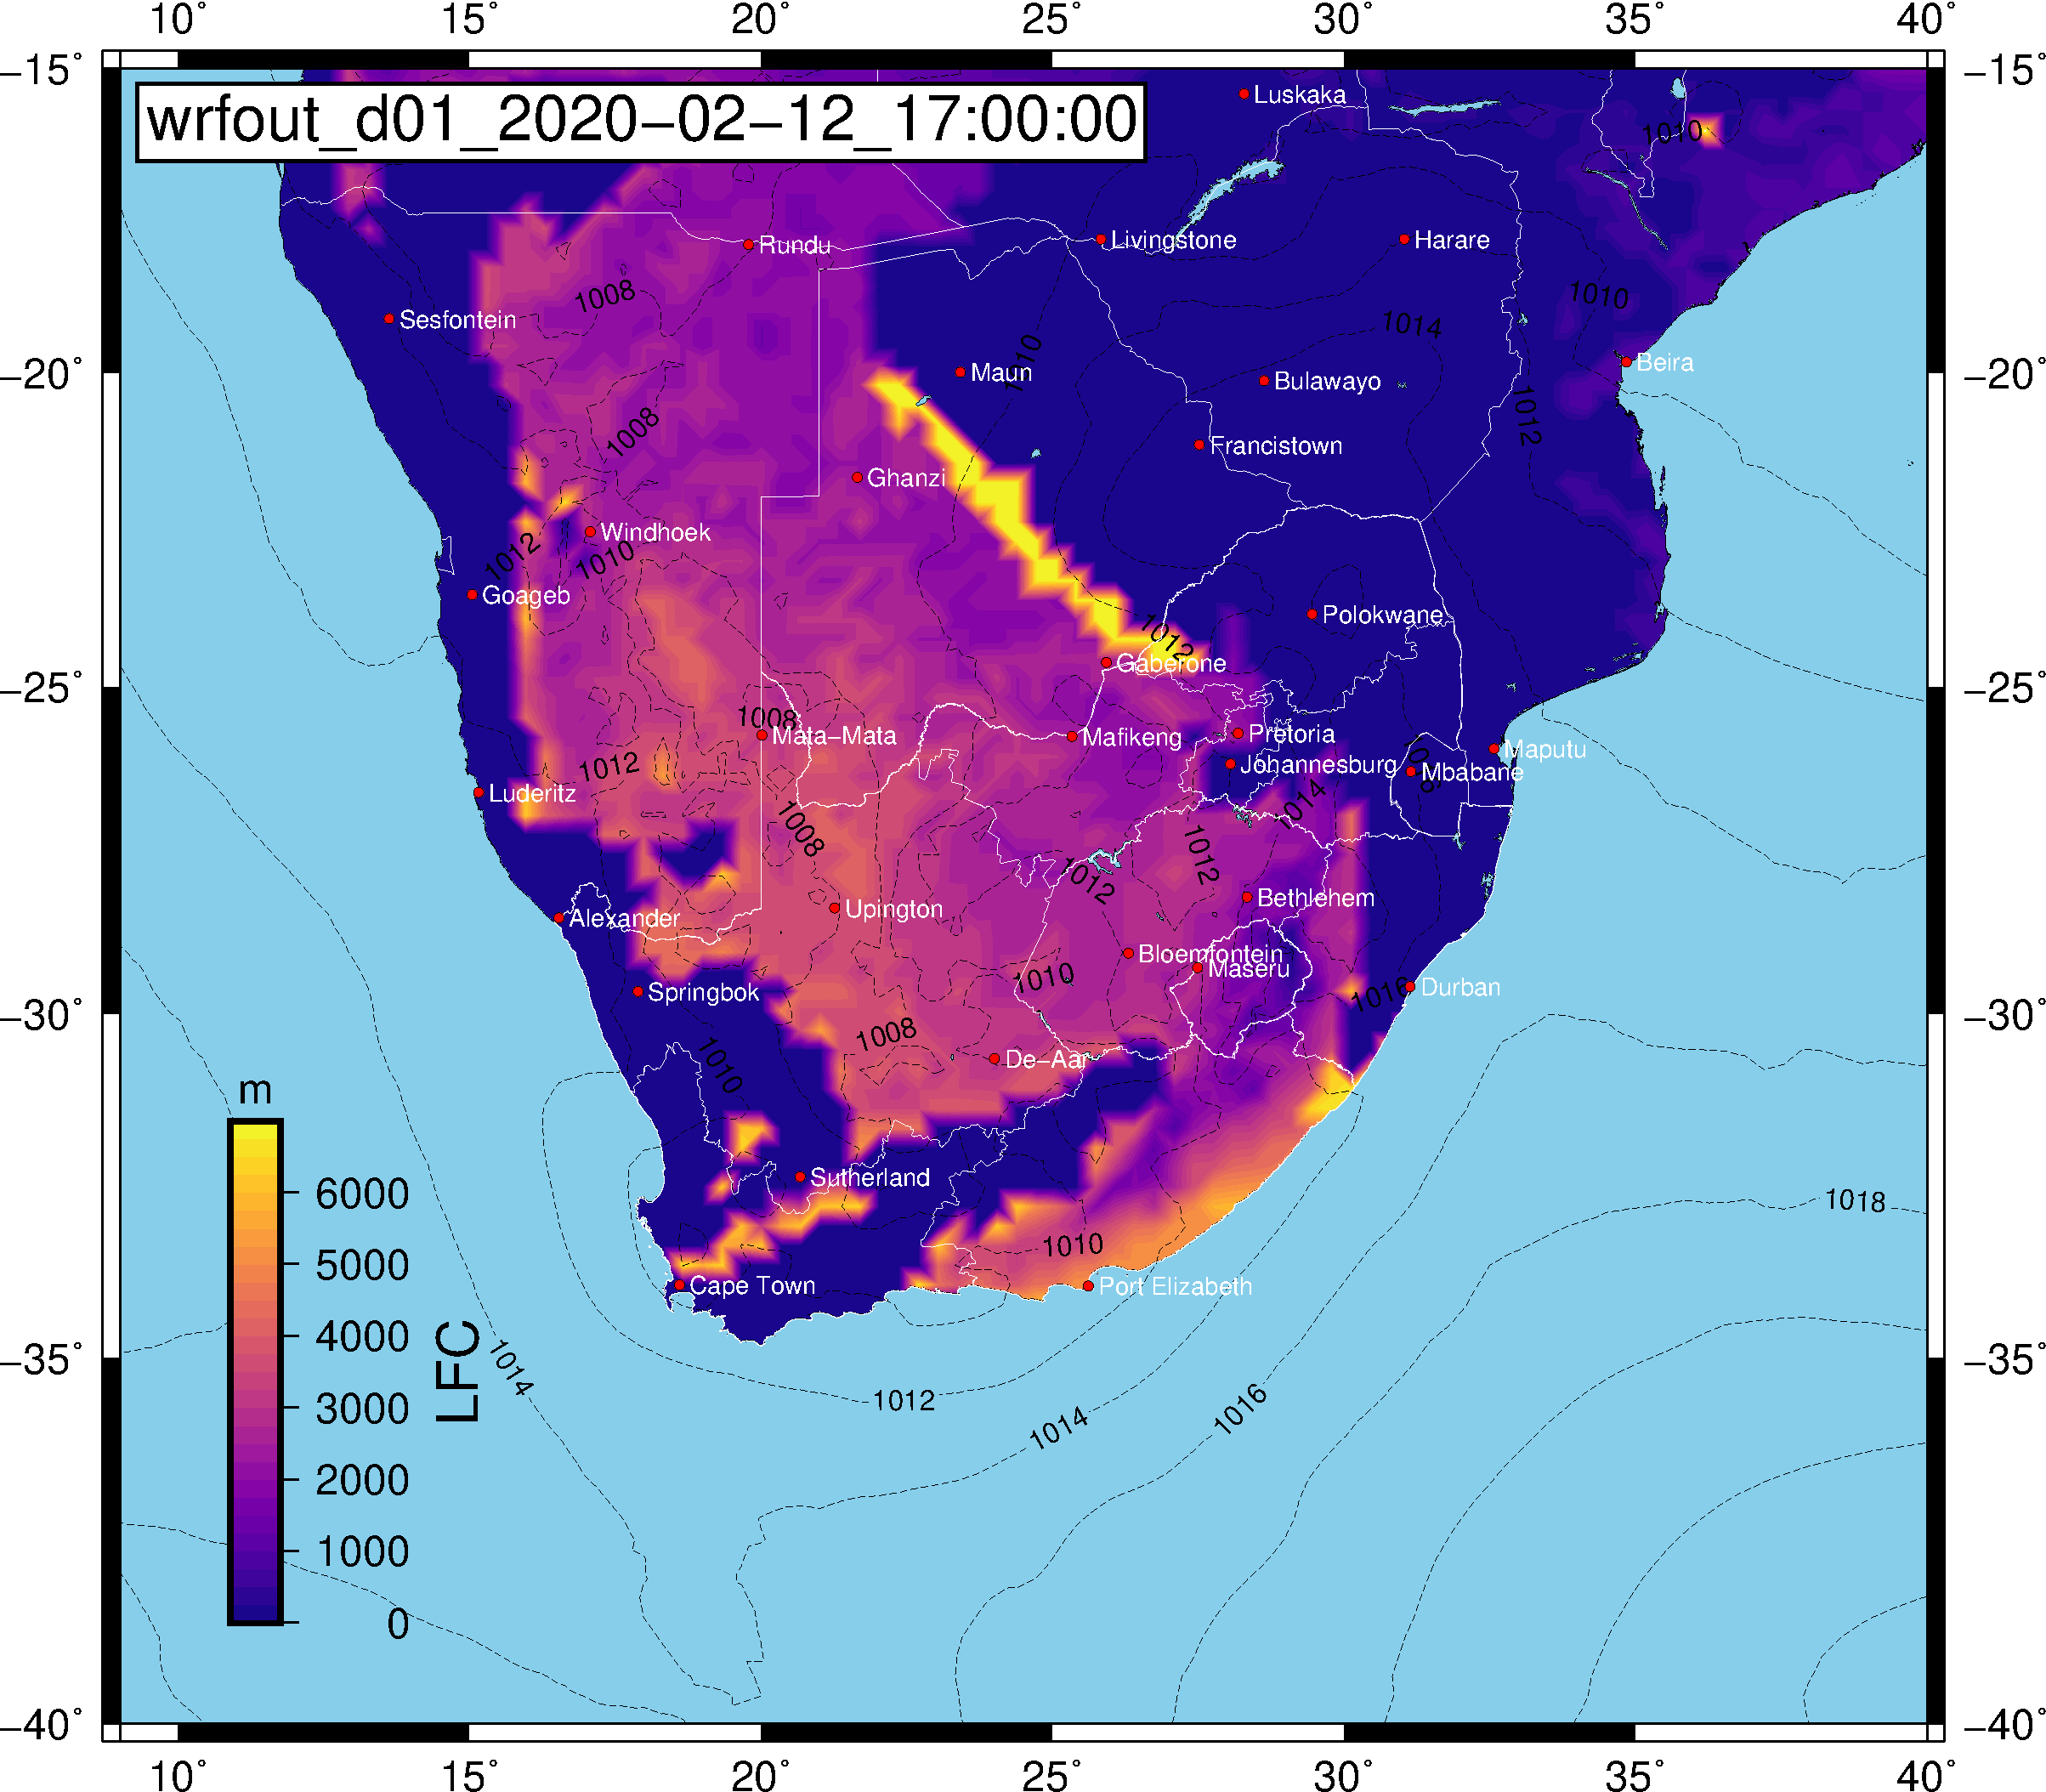 10° 15° 20° 25° 30° 35° 40°
−15° −15°
wrfout_d01_2020−02−12_17:00:00
Luskaka
1010
Rundu
Livingstone
Harare
1008
1010
Sesfontein
1014
1010
−20° −20°
Maun
Bulawayo
Beira
1008
1012
Francistown
Ghanzi
Windhoek
1012
1010
Goageb
Polokwane
1012
Gaberone
−25° −25°
1008
Mata−Mata
Mafikeng
Pretoria
Maputu
1012
Johannesburg
Mbabane
Luderitz
1014
1008
1012
1012
Bethlehem
Alexander
Upington
Bloemfontein
Maseru
1010
Springbok
1016
Durban
−30° −30°
1008
1010
De−Aar
m
Sutherland
6000
1018
1010
5000
Cape Town
Port Elizabeth
4000
LFC
−35° −35°
1014
3000
1012
1014
1016
2000
1000
0
−40° −40°
10° 15° 20° 25° 30° 35° 40°